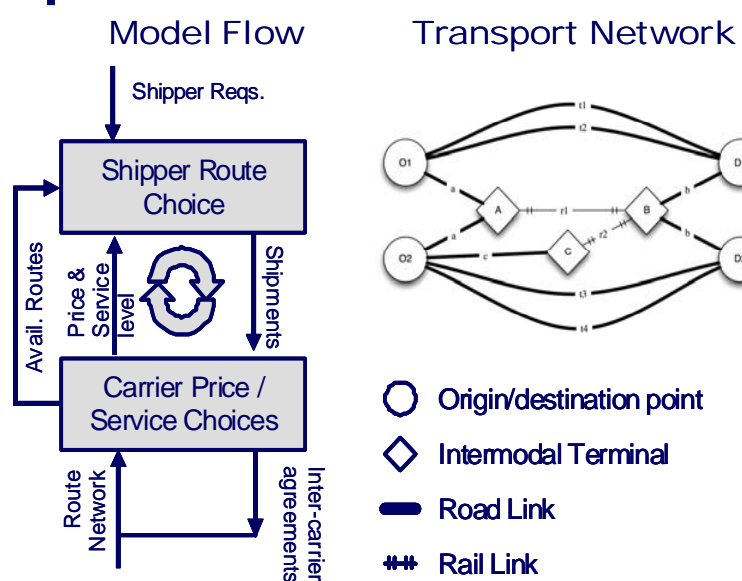 Model Flow
Transport Network
Shipper Reqs.
Shipper Route
Choice
Avail. Routes
Price &
Service
level
Shipments
Carrier Price /
Service Choices
Route
Network
Inter-carrier
agreements
t1
t2
O1
D
a
b
A
r1
B
a
r2
b
O2
c
C
D
t3
t4
Origin/destination point
Intermodal Terminal
Road Link
Rail Link